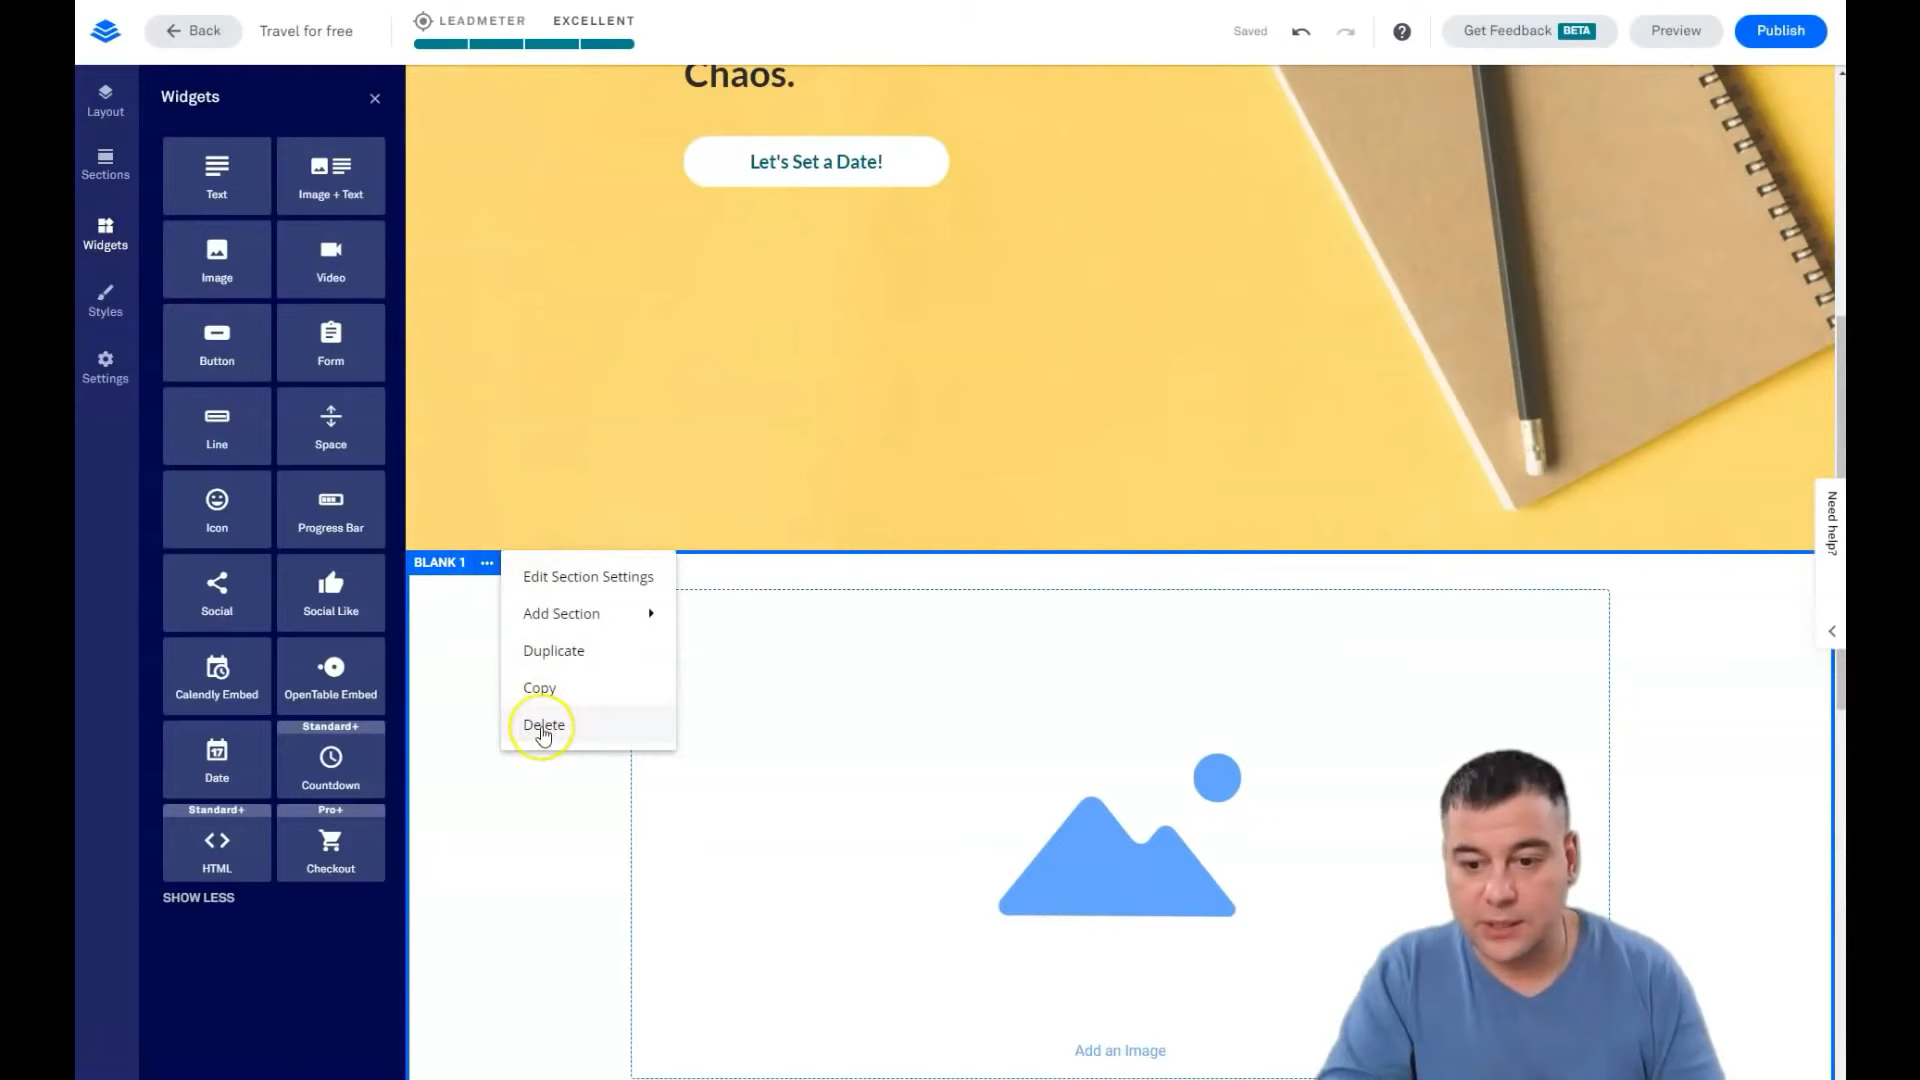 Back
Travel for free
LEADMETER
EXCELLENT
Saved
Get Feedback BETA
Preview
Publish
Layout
Sections
Widgets
Styles
Settings
Widgets
Text
Image + Text
Image
Video
Button
Form
Line
Space
Icon
Progress Bar
Social
Social Like
Calendly Embed
OpenTable Embed
17
Date
Standard+
Countdown
Standard+
HTML
Pro+
Checkout
SHOW LESS
Chaos.
Let's Set a Date!
BLANK 1
Edit Section Settings
Add Section
Duplicate
Copy
Delete
Add an Image
Need help?